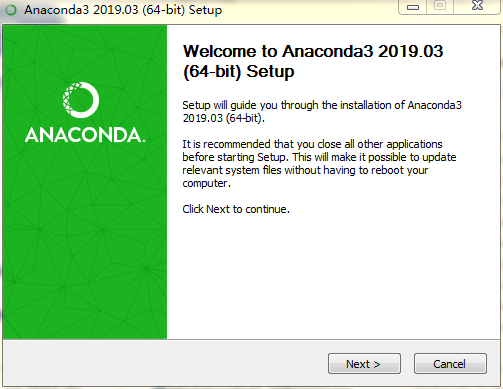 Anaconda3 2019.03 (64-bit) Setup
ANACONDA.
Welcome to Anaconda3 2019.03
(64-bit) Setup
Setup will guide you through the installation of Anaconda3
2019.03 (64-bit).
It is recommended that you close all other applications
before starting Setup. This will make it possible to update
relevant system files without having to reboot your
computer.
Click Next to continue.
Next >
Cancel